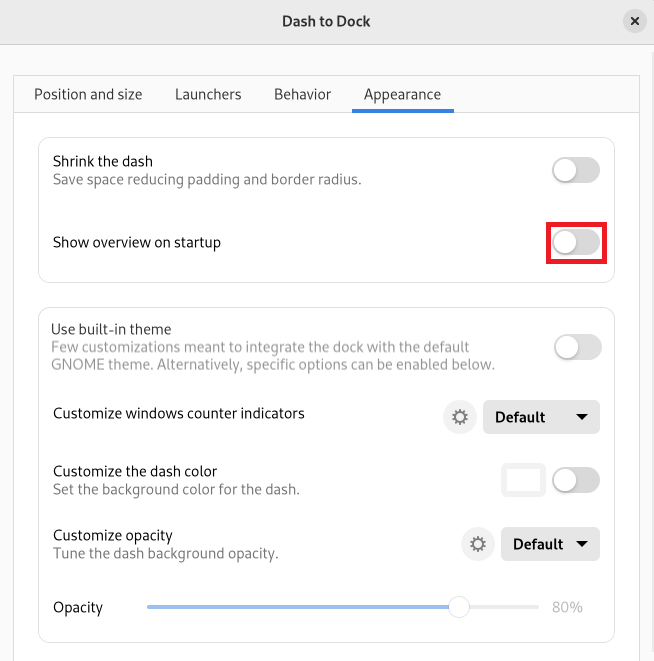 Dash to Dock
Position and size
Launchers
Behavior
Appearance
Shrink the dash
Save space reducing padding and border radius.
Show overview on startup
Use built-in theme
Few customizations meant to integrate the dock with the default
GNOME theme. Alternatively, specific options can be enabled below.
Customize windows counter indicators
Default
Customize the dash color
Set the background color for the dash.
Customize opacity
Tune the dash background opacity.
Default
Opacity
80%